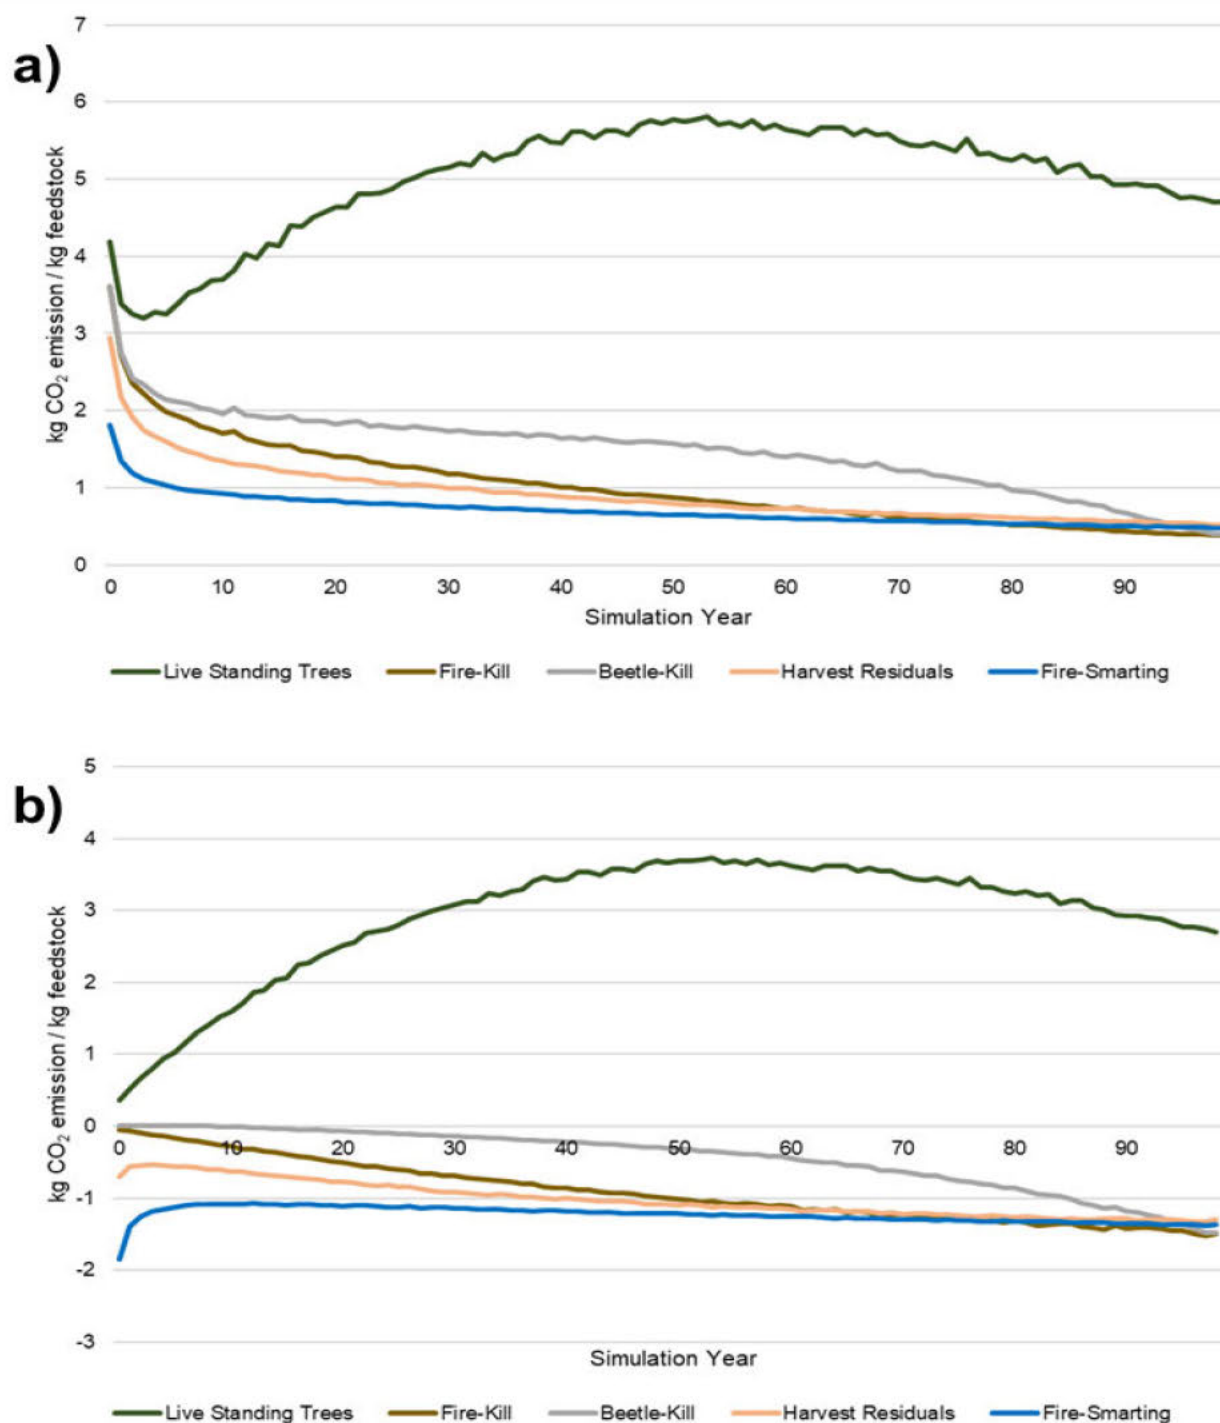 a)
7
6
5
4
3
2
1
0
kg CO₂ emission / kg feedstock
0 10 20 30 40 50 60 70 80 90
Simulation Year
Live Standing Trees Fire-Kill Beetle-Kill Harvest Residuals Fire-Smarting
b)
5
4
3
2
1
0
-1
-2
-3
kg CO₂ emission / kg feedstock
0 10 20 30 40 50 60 70 80 90
Simulation Year
Live Standing Trees Fire-Kill Beetle-Kill Harvest Residuals Fire-Smarting